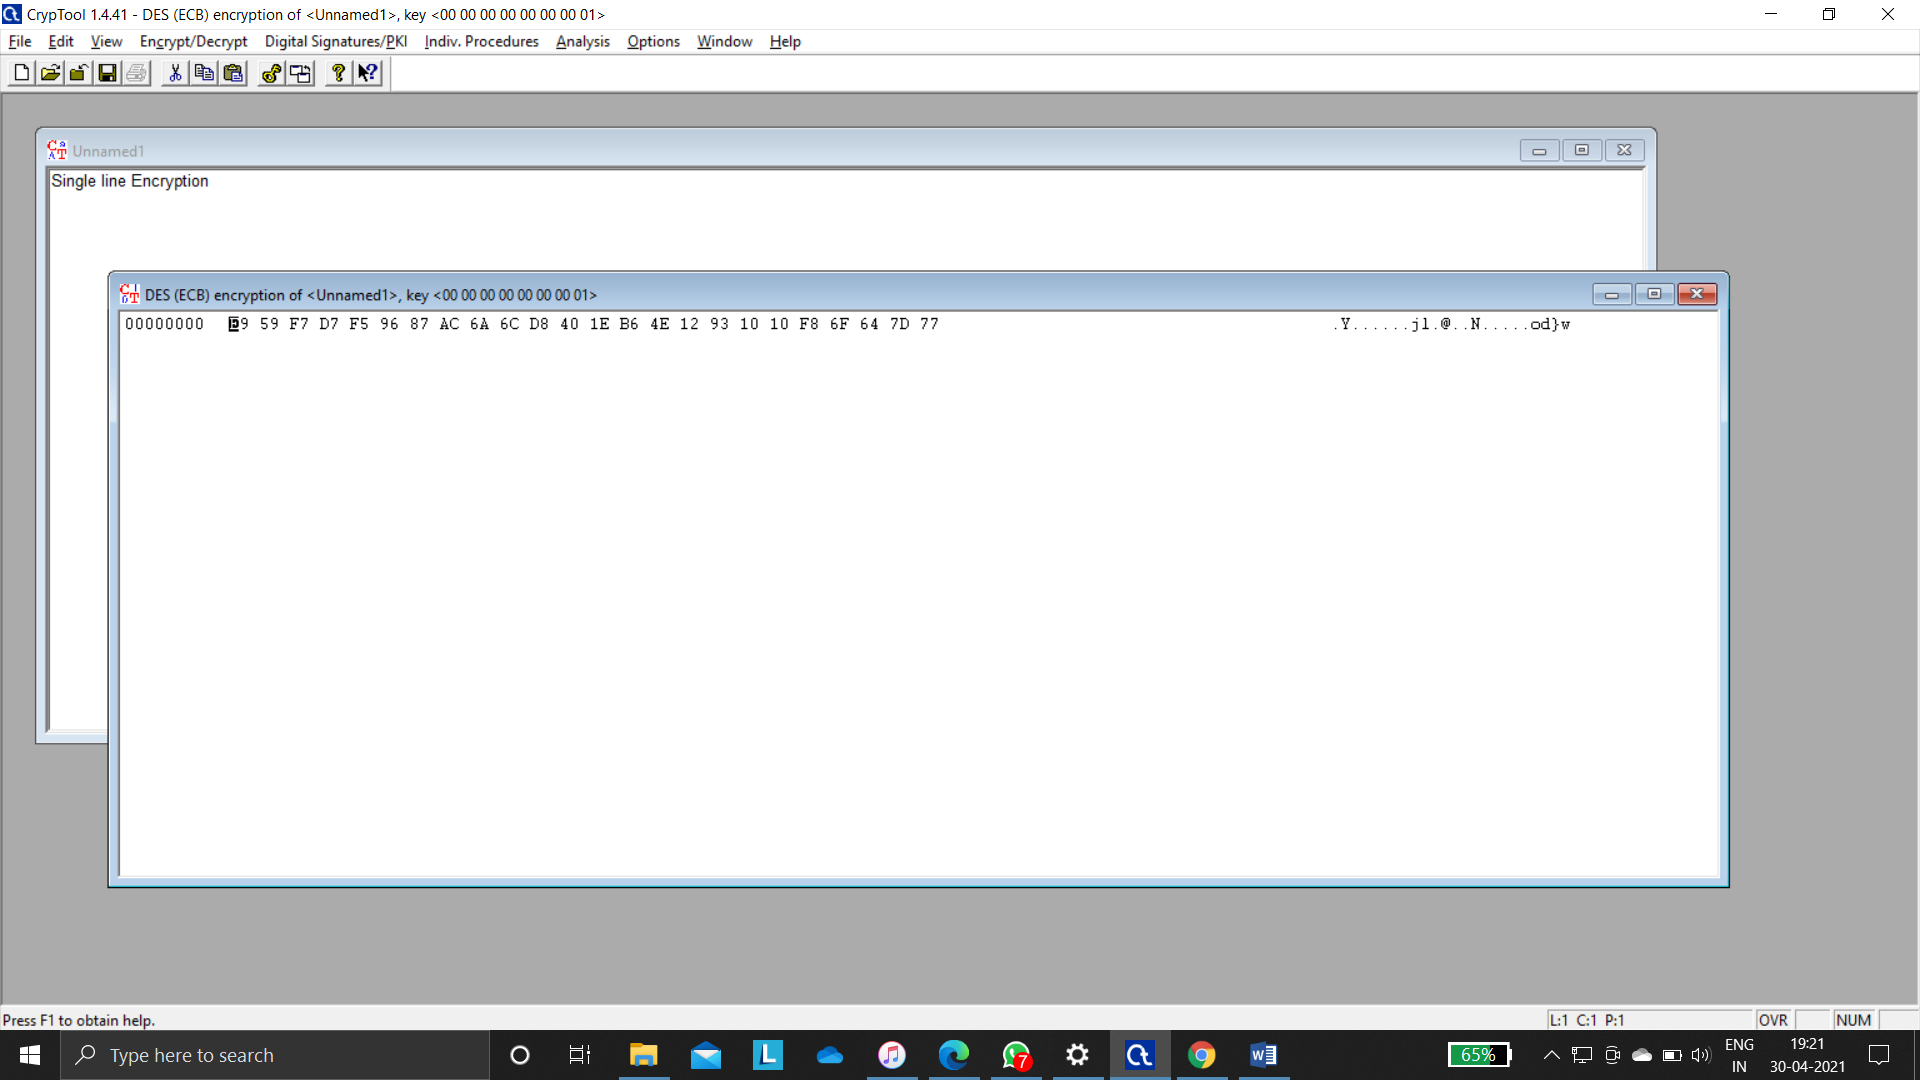 CrypTool 1.4.41 - DES (ECB) encryption of <Unnamed1>, key <00 00 00 00 00 00 00 01>
File Edit View Encrypt/Decrypt Digital Signatures/PKI Indiv. Procedures Analysis Options Window Help
Unnamed1
Single line Encryption
DES (ECB) encryption of <Unnamed1>, key <00 00 00 00 00 00 00 01>
00000000 E9 59 F7 D7 F5 96 87 AC 6A 6C D8 40 1E B6 4E 12 93 10 10 F8 6F 64 7D 77 .Y......jl.@..N.....od}w
Press F1 to obtain help.
L:1 C:1 P:1
OVR
NUM
Type here to search
7
65%
ENG
IN
19:21
30-04-2021